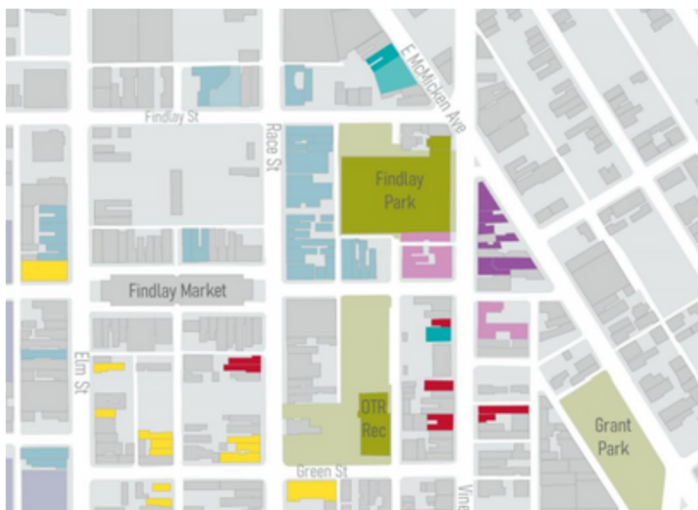 E McMicken Ave
Findlay St
Race St
Findlay
Park
Findlay Market
Elm St
OTR
Rec
Grant
Park
Green St
Vine